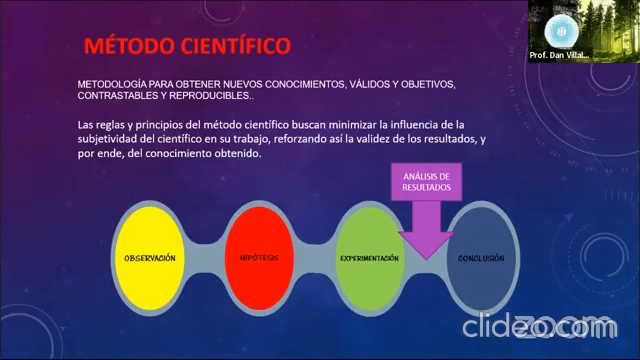 MÉTODO CIENTÍFICO
Prof. Dan Villal...
METODOLOGÍA PARA OBTENER NUEVOS CONOCIMIENTOS, VÁLIDOS Y OBJETIVOS,
CONTRASTABLES Y REPRODUCIBLES..
Las reglas y principios del método científico buscan minimizar la influencia de la
subjetividad del científico en su trabajo, reforzando así la validez de los resultados, y
por ende, del conocimiento obtenido.
ANÁLISIS DE
RESULTADOS
OBSERVACIÓN
HIPÓTESIS
EXPERIMENTACIÓN
CONCLUSIÓN
zoom
clideo.com